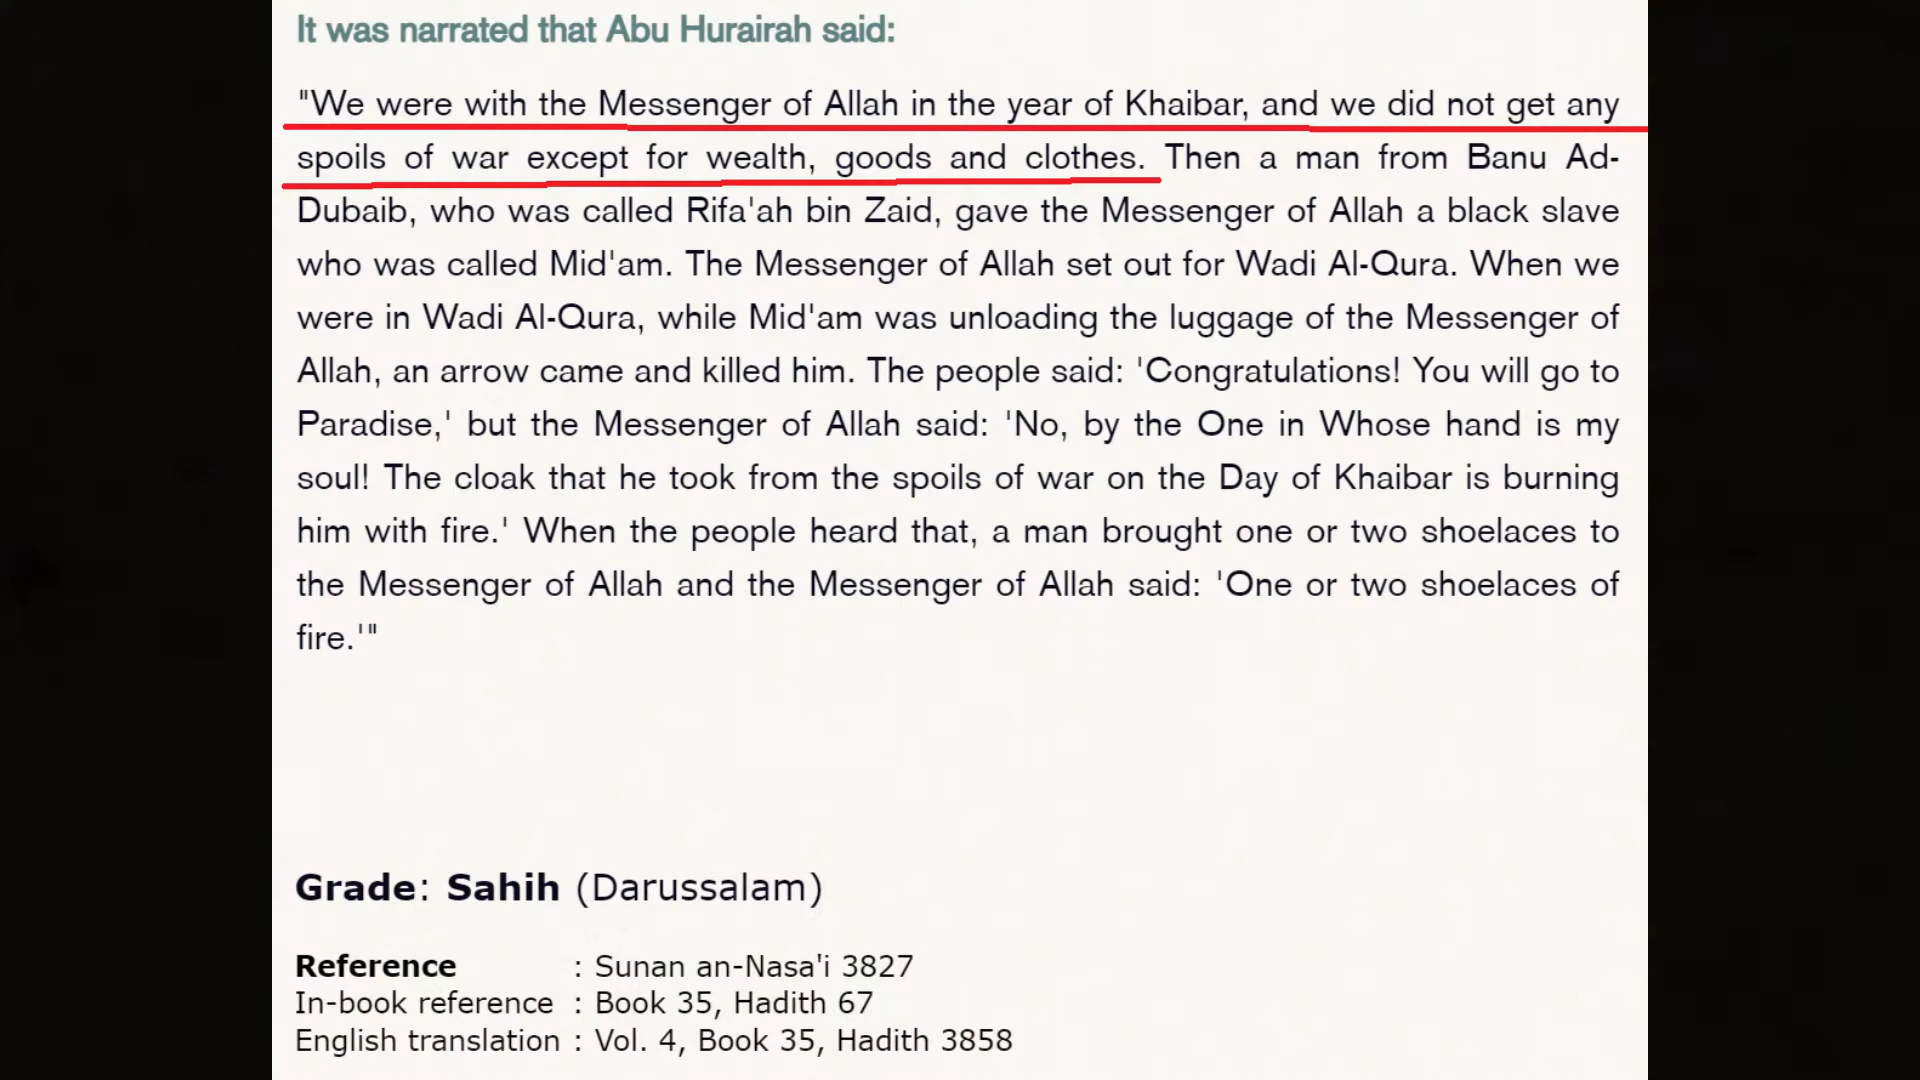 It was narrated that Abu Hurairah said:
"We were with the Messenger of Allah in the year of Khaibar, and we did not get any
spoils of war except for wealth, goods and clothes. Then a man from Banu Ad-
Dubaib, who was called Rifa'ah bin Zaid, gave the Messenger of Allah a black slave
who was called Mid'am. The Messenger of Allah set out for Wadi Al-Qura. When we
were in Wadi Al-Qura, while Mid'am was unloading the luggage of the Messenger of
Allah, an arrow came and killed him. The people said: 'Congratulations! You will go to
Paradise,' but the Messenger of Allah said: 'No, by the One in Whose hand is my
soul! The cloak that he took from the spoils of war on the Day of Khaibar is burning
him with fire.' When the people heard that, a man brought one or two shoelaces to
the Messenger of Allah and the Messenger of Allah said: 'One or two shoelaces of
fire.'"
Grade: Sahih (Darussalam)
Reference : Sunan an-Nasa'i 3827
In-book reference : Book 35, Hadith 67
English translation : Vol. 4, Book 35, Hadith 3858